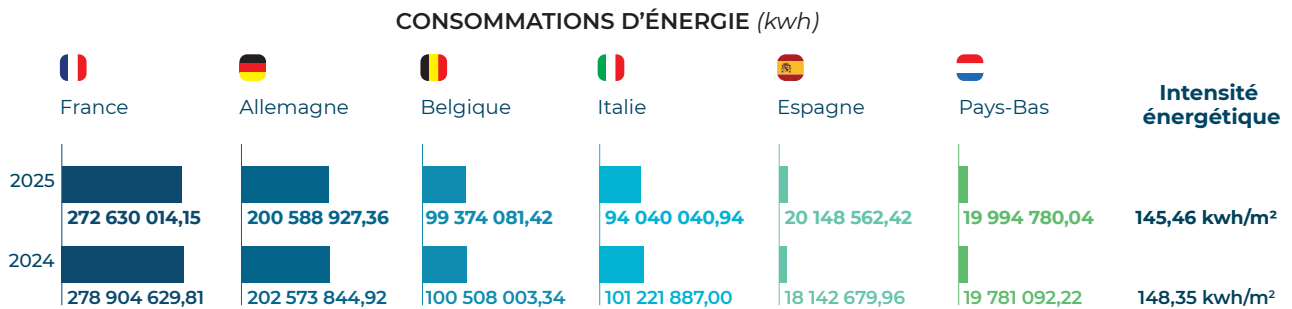 CONSOMMATIONS D'ÉNERGIE (kwh)
France Allemagne Belgique Italie Espagne Pays-Bas Intensité énergétique
2025
272 630 014,15 200 588 927,36 99 374 081,42 94 040 040,94 20 148 562,42 19 994 780,04 145,46 kwh/m²
2024
278 904 629,81 202 573 844,92 100 508 003,34 101 221 887,00 18 142 679,96 19 781 092,22 148,35 kwh/m²